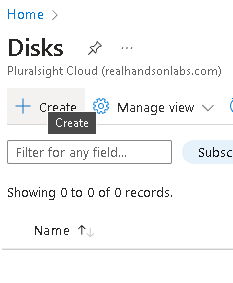 Home >
Disks
Pluralsight Cloud (realhandsonlabs.com)
+ Create Manage view
Create
Filter for any field... Subsc
Showing 0 to 0 of 0 records.
Name ↑↓